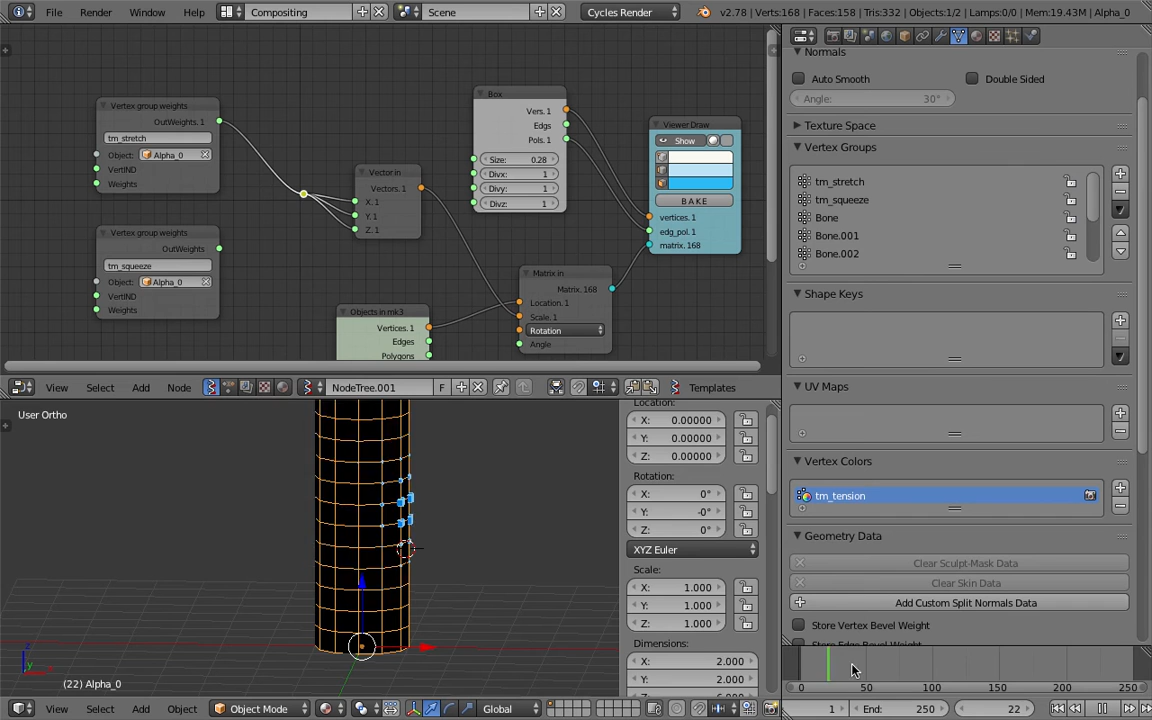 File Render Window Help Compositing Scene Cycles Render v2.78 | Verts:168 | Faces:158 | Tris:332 | Objects:1/2 | Lamps:0/0 | Mem:19.43M | Alpha_0
Vertex group weights
OutWeights. 1
tm_stretch
Object: Alpha_0
VertIND
Weights
Vertex group weights
OutWeights
tm_squeeze
Object: Alpha_0
VertIND
Weights
Vector in
Vectors. 1
X. 1
Y. 1
Z. 1
Objects in mk3
Vertices. 1
Edges
Polygons
Box
Vers. 1
Edgs
Pols. 1
Size: 0.28
Divx: 1
Divy: 1
Divz: 1
Matrix in
Matrix. 168
Location. 1
Scale. 1
Rotation
Angle
Viewer Draw
Show
BAKE
vertices. 1
edg_pol. 1
matrix. 168
View Select Add Node NodeTree.001 F Templates
User Ortho
(22) Alpha_0
Location:
X: 0.00000
Y: 0.00000
Z: 0.00000
Rotation:
X: 0°
Y: -0°
Z: 0°
XYZ Euler
Scale:
X: 1.000
Y: 1.000
Z: 1.000
Dimensions:
X: 2.000
Y: 2.000
View Select Add Object Object Mode Global
Normals
Auto Smooth Double Sided
Angle: 30°
Texture Space
Vertex Groups
tm_stretch
tm_squeeze
Bone
Bone.001
Bone.002
Shape Keys
UV Maps
Vertex Colors
tm_tension
Geometry Data
Clear Sculpt-Mask Data
Clear Skin Data
Add Custom Split Normals Data
Store Vertex Bevel Weight
Store Edge Bevel Weight
0 50 100 150 200 250
1 End: 250 22